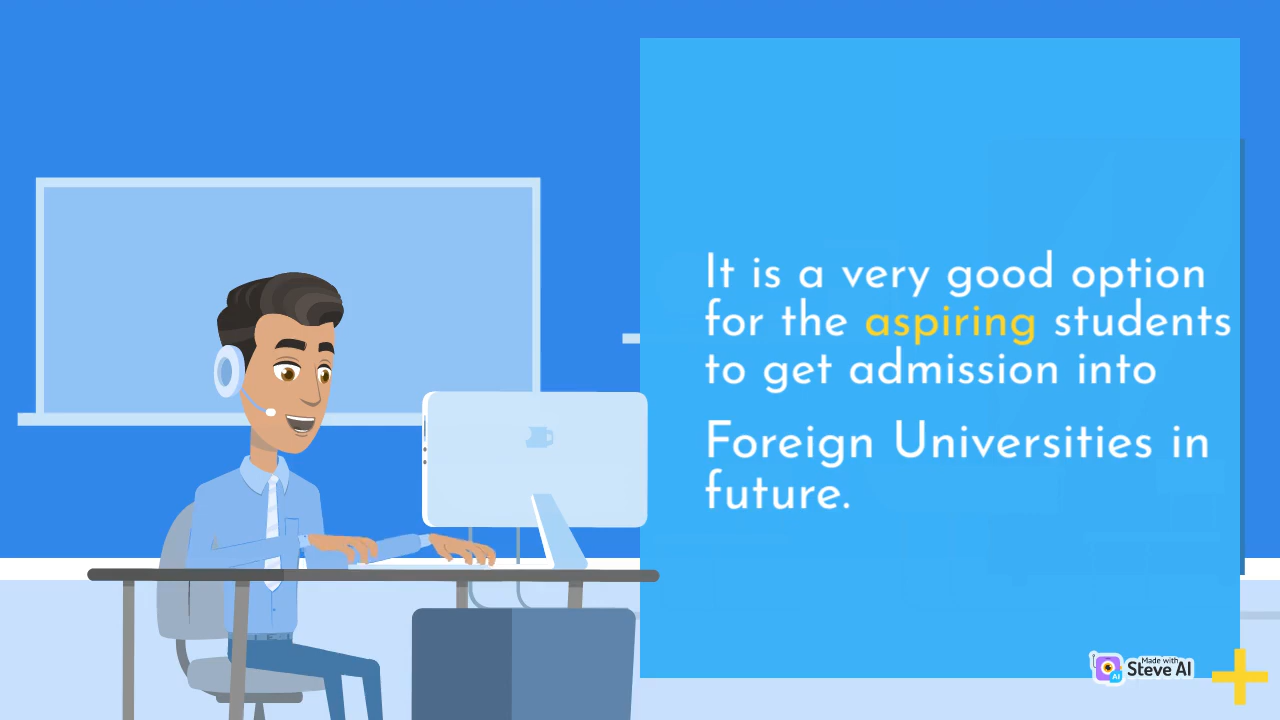 It is a very good option
for the aspiring students
to get admission into
Foreign Universities in
future.
Made with
Steve AI
AI